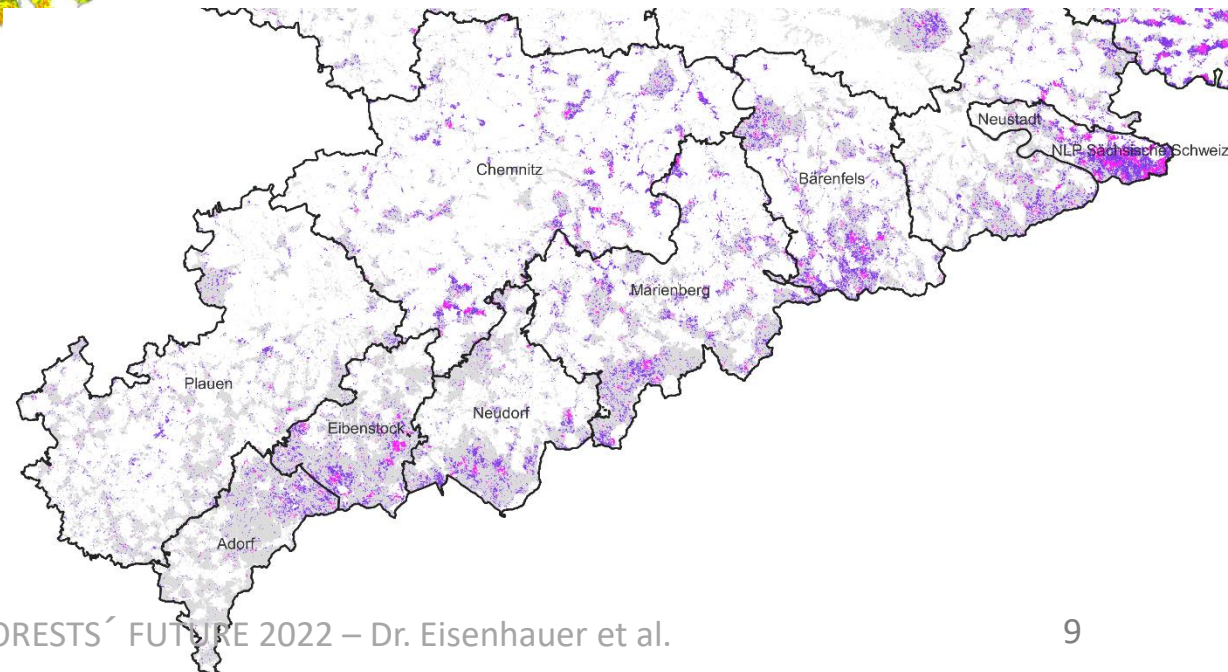 Neustadt
NLP Sächsische Schweiz
Chemnitz
Bärenfels
Marienberg
Plauen
Neudorf
Eibenstock
Adorf
ORESTS´ FUTURE 2022 – Dr. Eisenhauer et al.
9